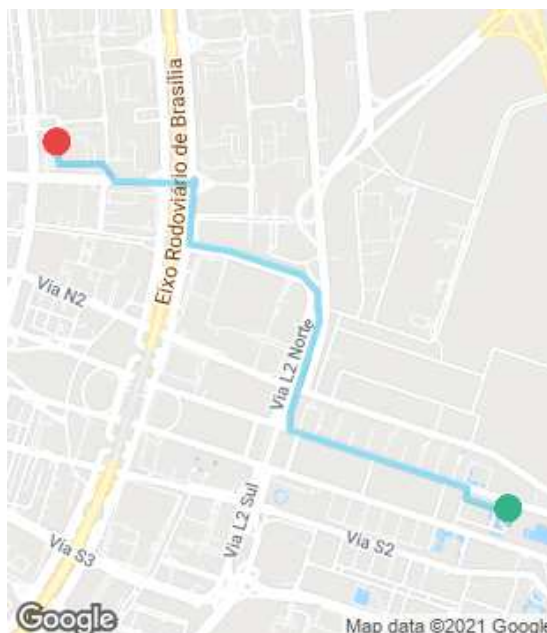 Eixo Rodoviário de Brasília
Via N2
Via L2 Norte
Via L2 Sul
Via S2
Via S3
Google
Map data ©2021 Google